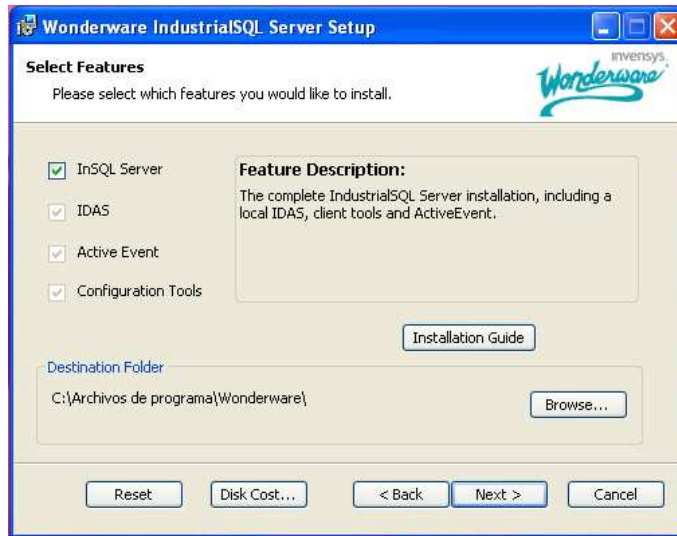 Wonderware IndustrialSQL Server Setup
Select Features
Please select which features you would like to install.
invensys
Wonderware
InSQL Server
IDAS
Active Event
Configuration Tools
Feature Description:
The complete IndustrialSQL Server installation, including a
local IDAS, client tools and ActiveEvent.
Installation Guide
Destination Folder
C:\Archivos de programa\Wonderware\
Browse...
Reset
Disk Cost...
< Back
Next >
Cancel